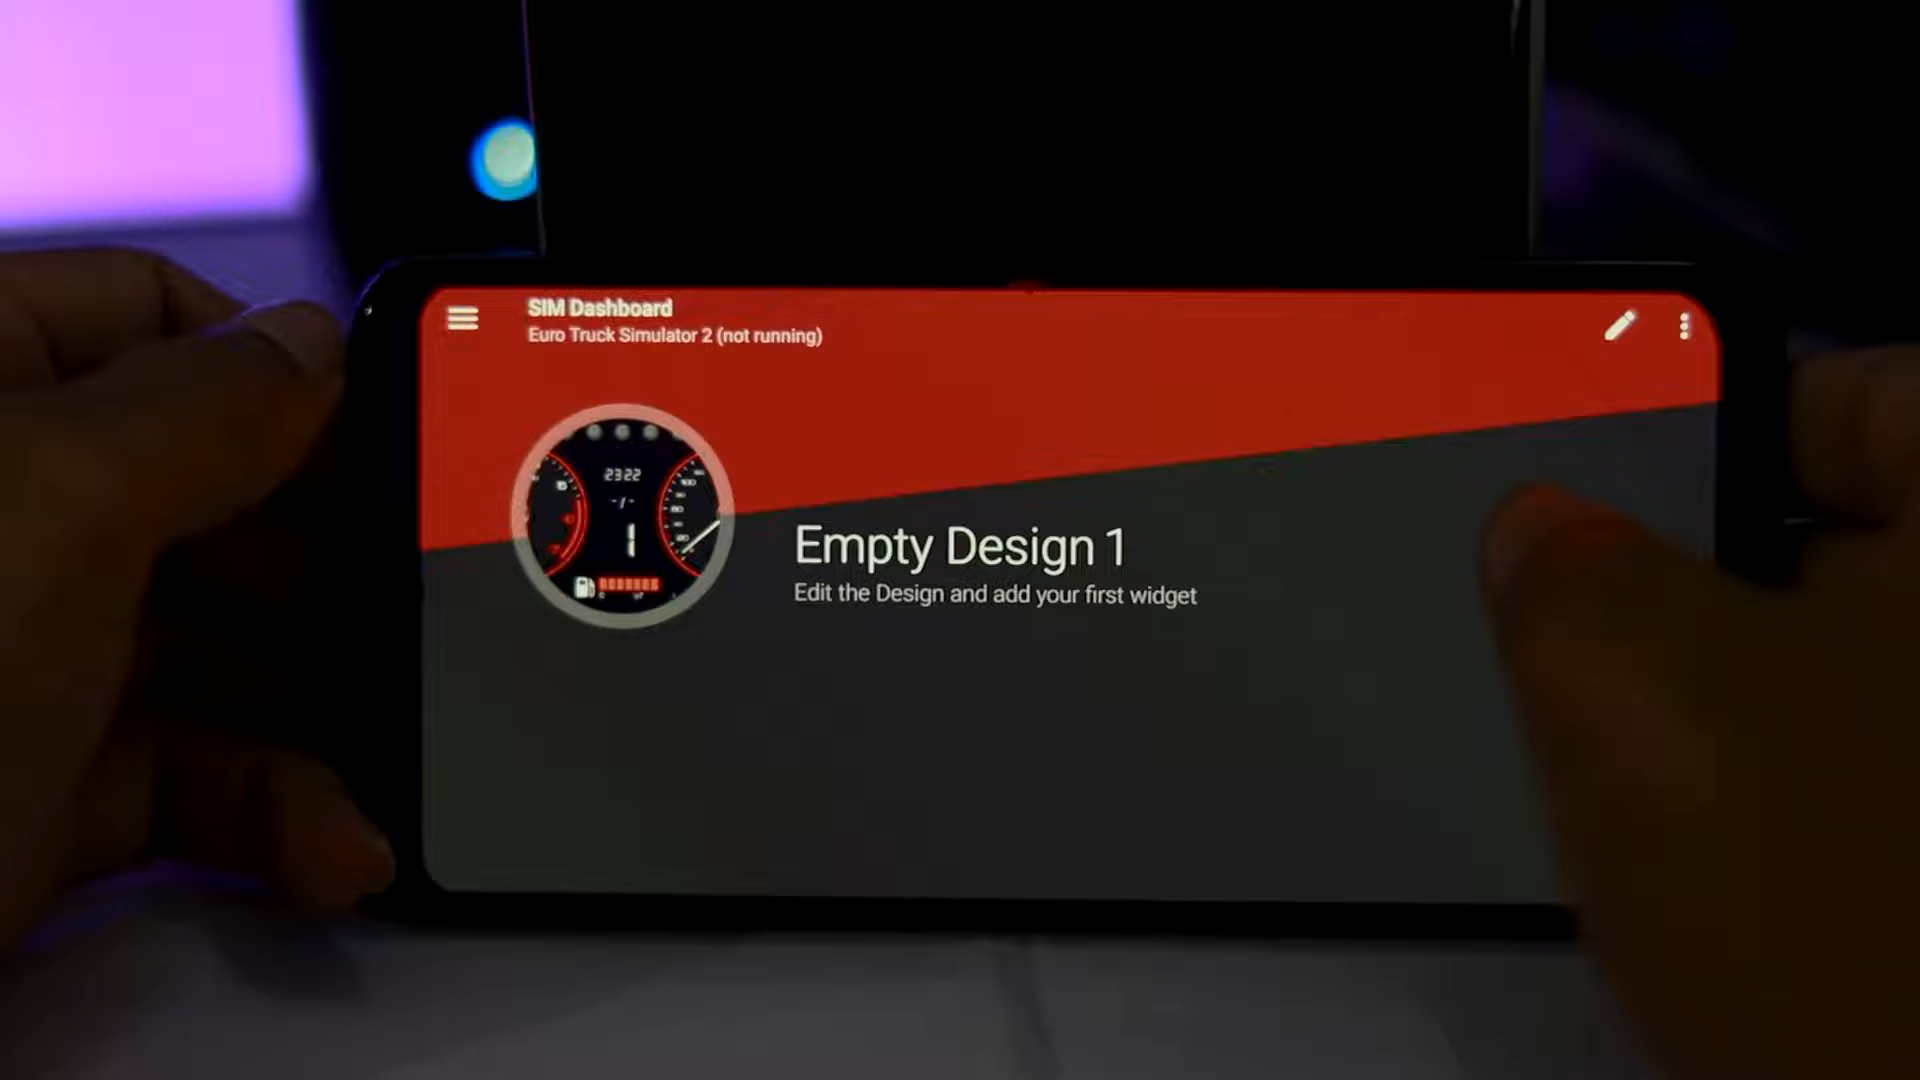 SIM Dashboard
Euro Truck Simulator 2 (not running)
2322
-/-
1
Empty Design 1
Edit the Design and add your first widget